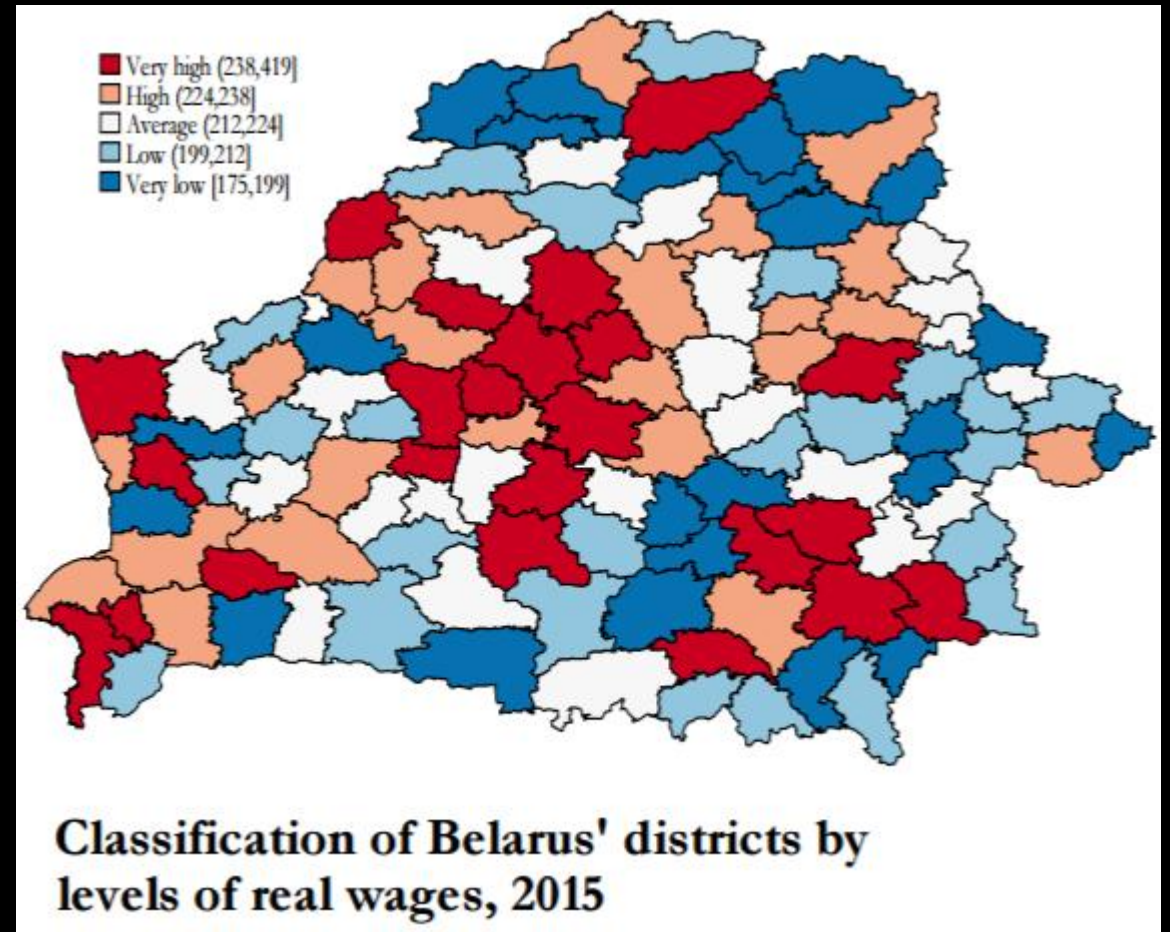 Very high (238,419]
High (224,238]
Average (212,224]
Low (199,212]
Very low [175,199]
Classification of Belarus' districts by
levels of real wages, 2015